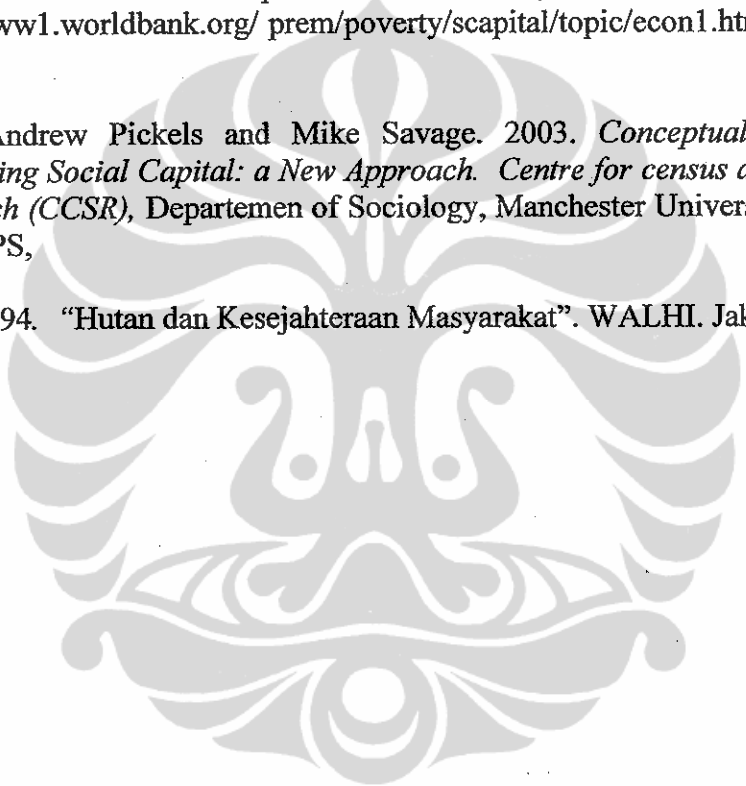 ww1.worldbank.org/ prem/poverty/scapital/topic/econ1.htm
Andrew Pickels and Mike Savage. 2003. Conceptual
ing Social Capital: a New Approach. Centre for census a
ch (CCSR), Departemen of Sociology, Manchester Univers
PS,
94. “Hutan dan Kesejahteraan Masyarakat”. WALHI. Jak